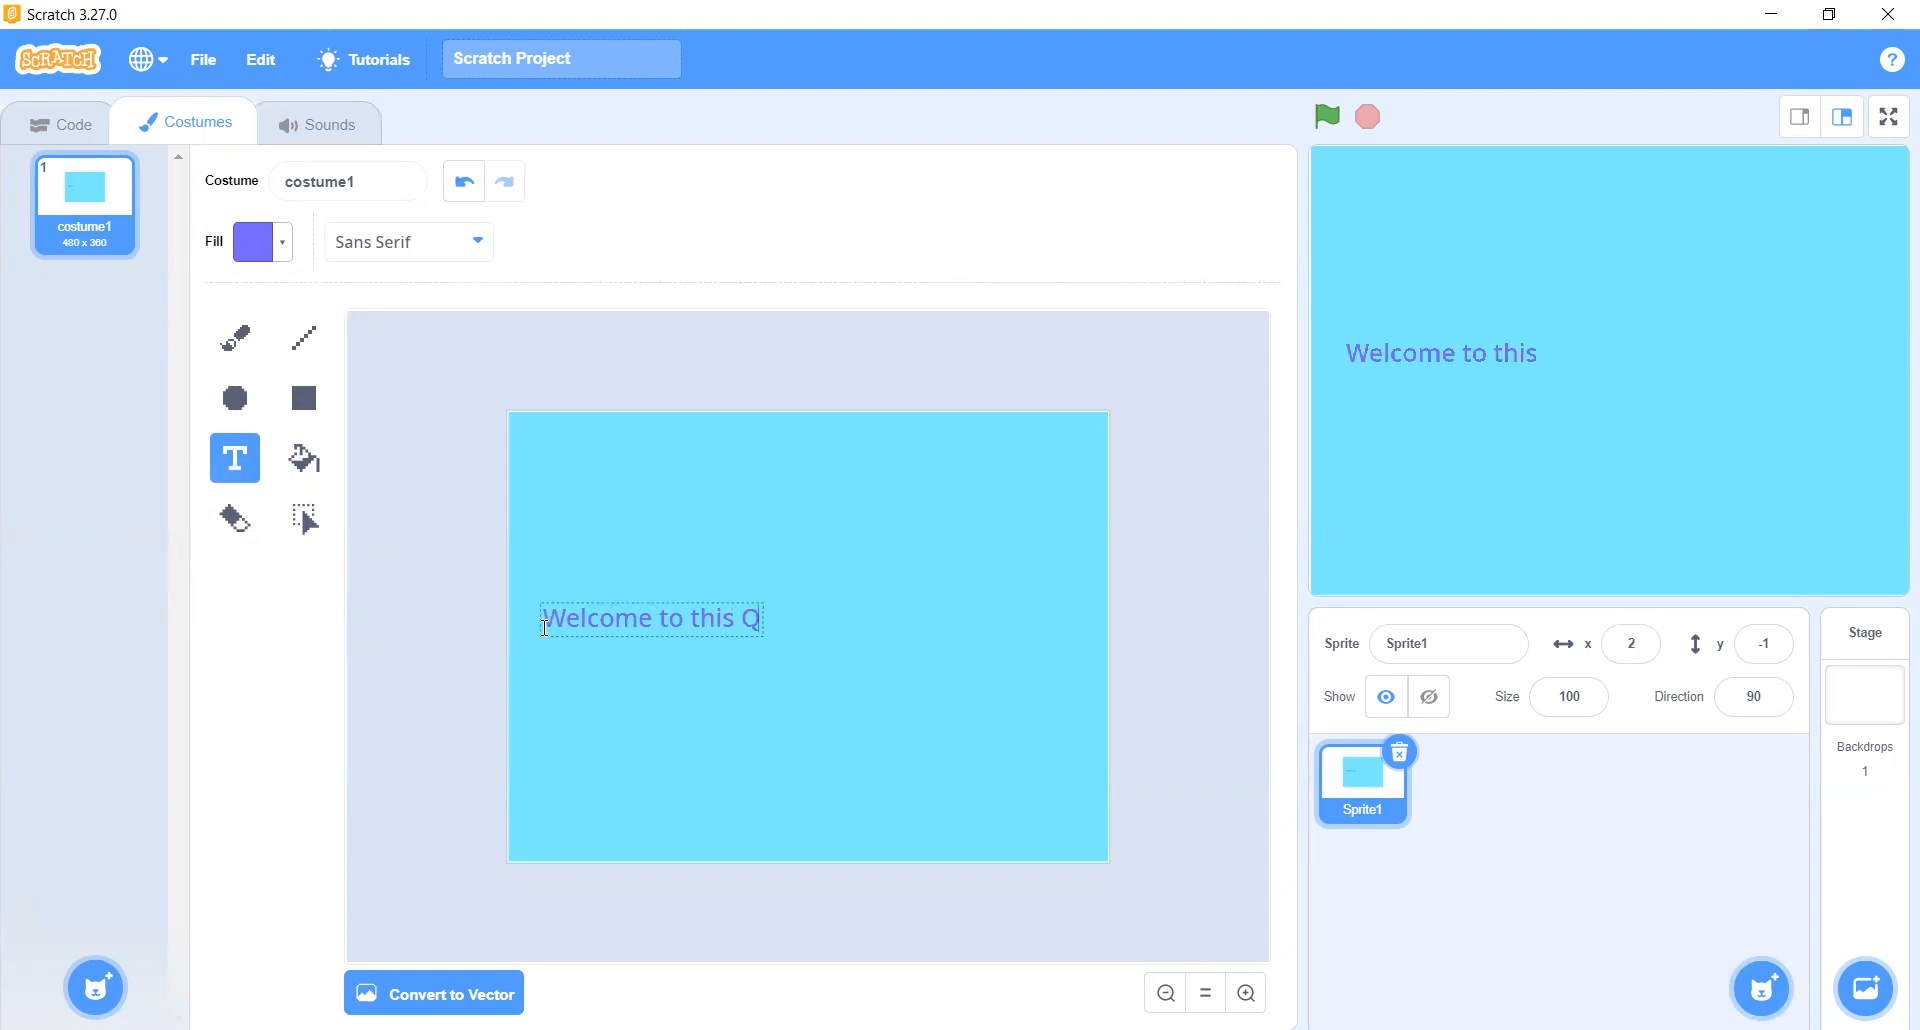 Scratch 3.27.0
SCRATCH File Edit Tutorials Scratch Project ?
Code Costumes Sounds
1
costume1
480 x 360
Costume costume1
Fill Sans Serif
T
Welcome to this Q
Convert to Vector
Welcome to this
Sprite Sprite1 x 2 y -1
Show Size 100 Direction 90
Sprite1
Stage
Backdrops
1